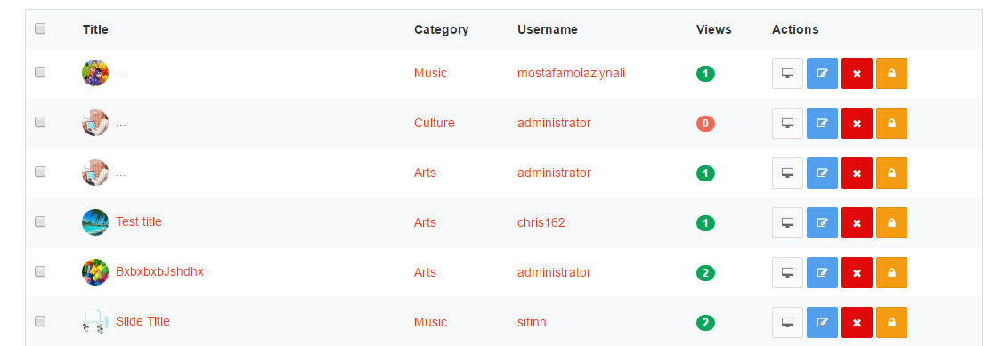 Title Category Username Views Actions
... Music mostafamolaziynali 1
... Culture administrator 0
... Arts administrator 1
Test title Arts chris162 1
BxbxbxbJshdhx Arts administrator 2
Slide Title Music sitinh 2